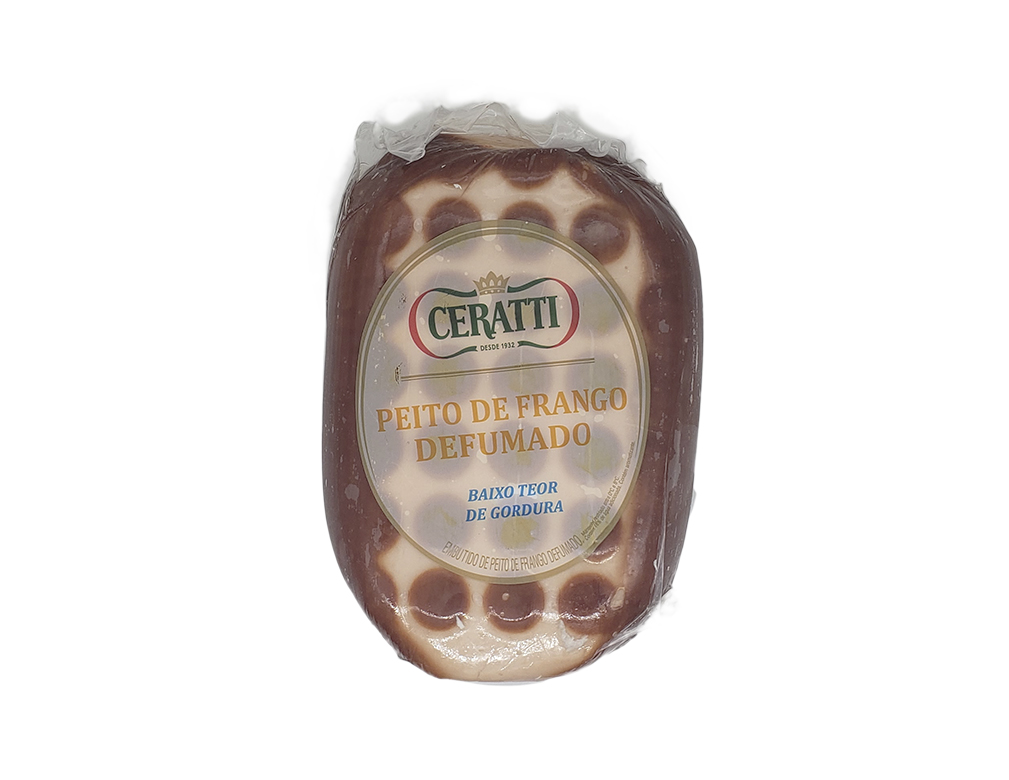 CERATTI
DESDE 1932
PEITO DE FRANGO
DEFUMADO
BAIXO TEOR
DE GORDURA
EMBUTIDO DE PEITO DE FRANGO DEFUMADO.